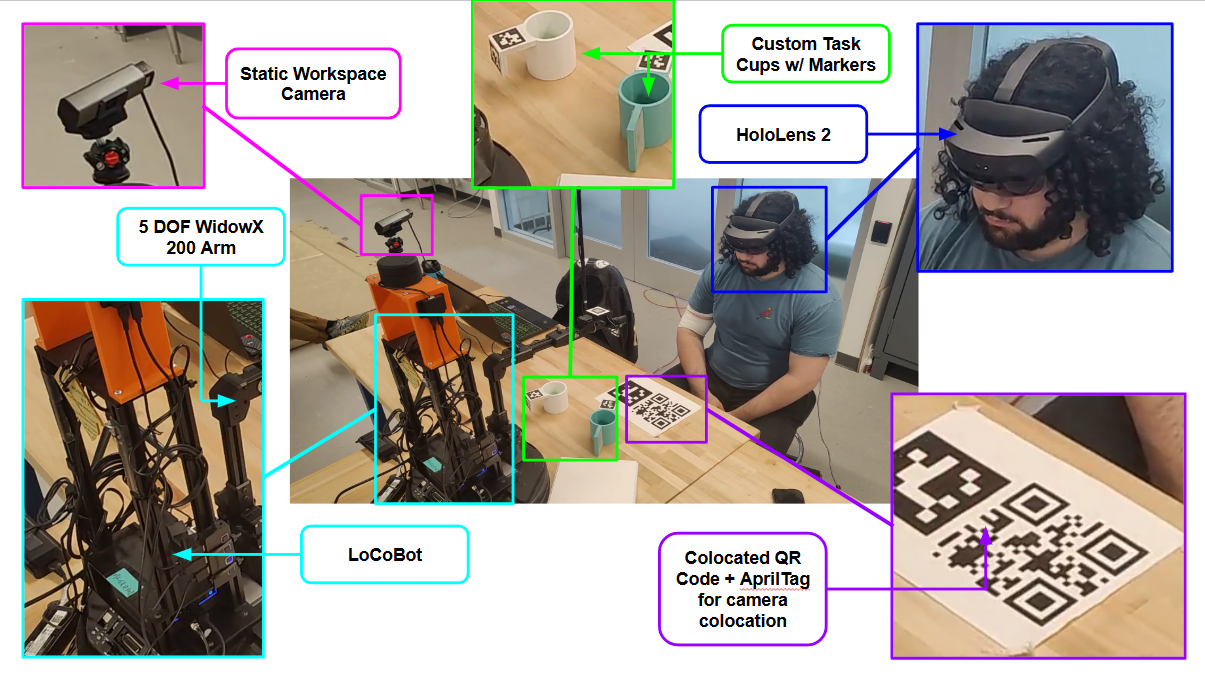 Static Workspace
Camera
Custom Task
Cups w/ Markers
HoloLens 2
5 DOF WidowX
200 Arm
LoCoBot
Colocated QR
Code + AprilTag
for camera
colocation